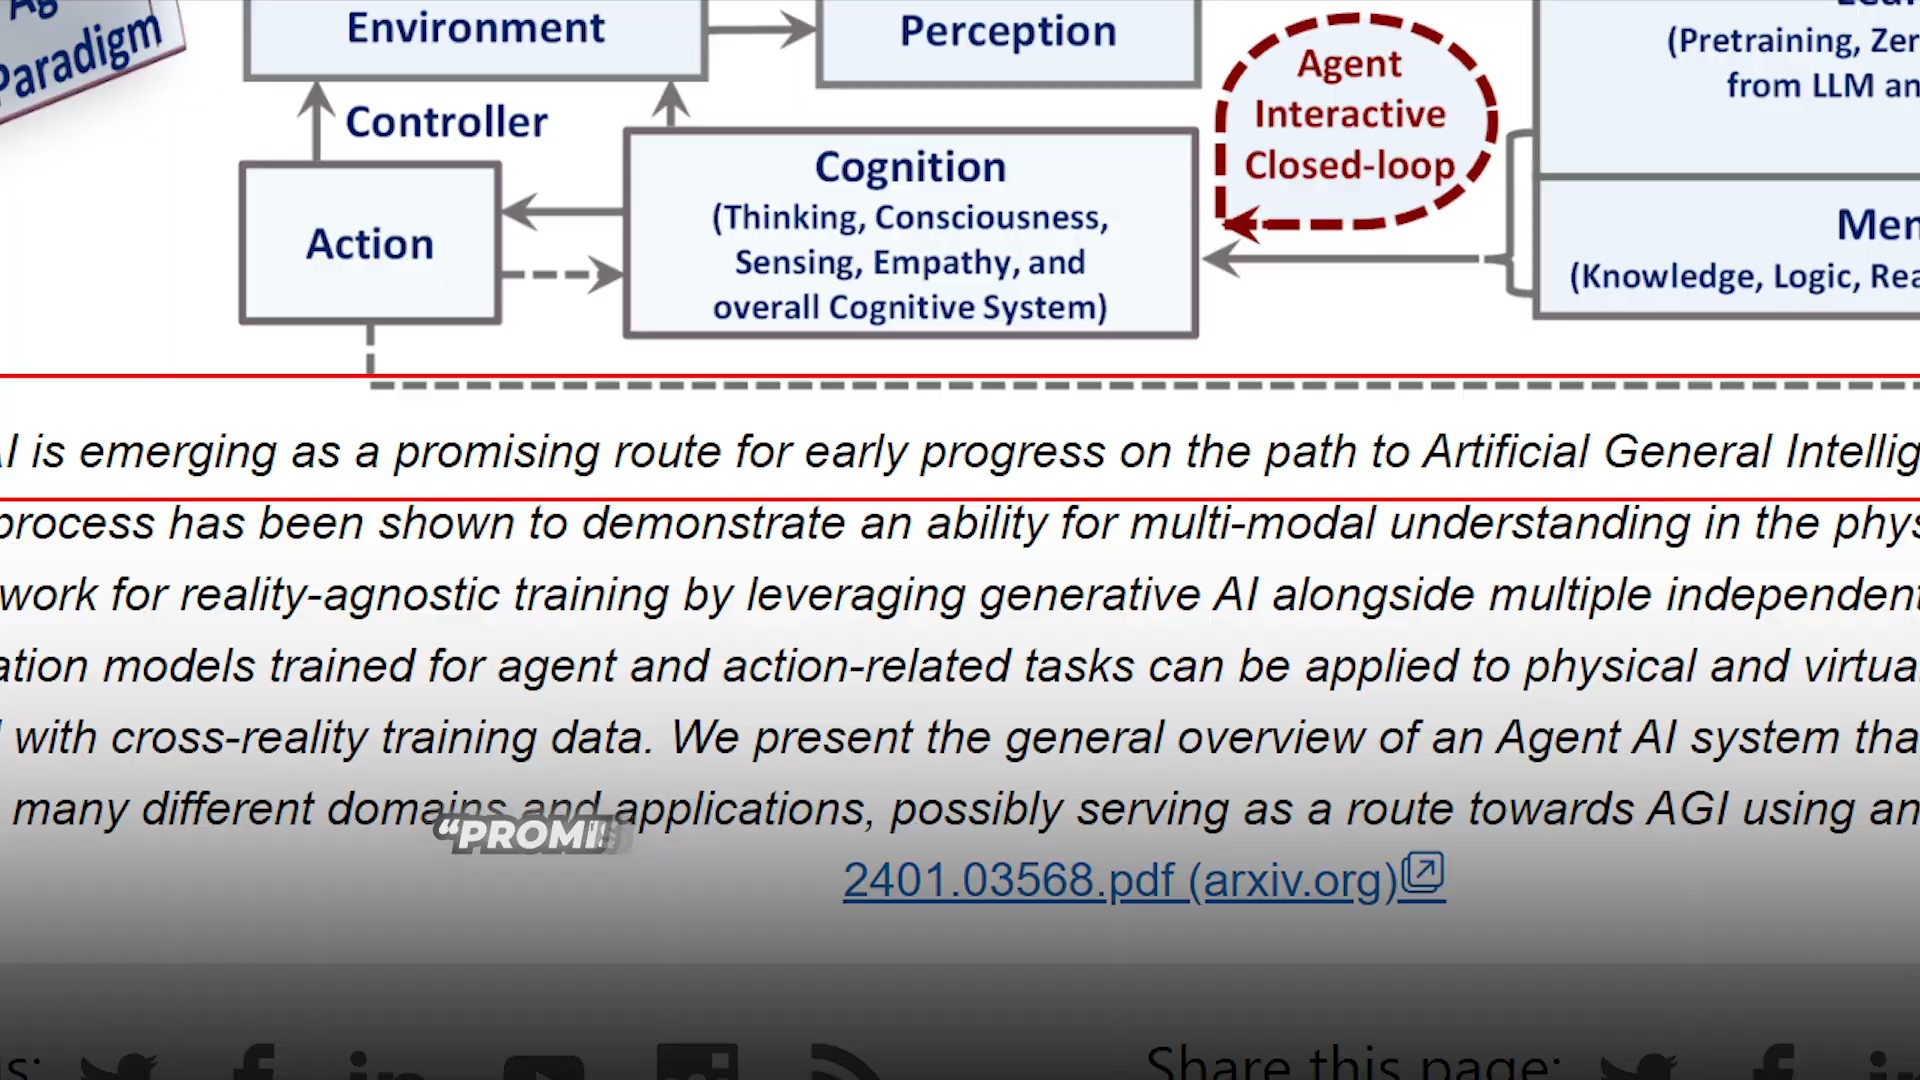 Ag
Paradigm
Environment
Perception
(Pretraining, Zer
from LLM an
Agent
Interactive
Closed-loop
Controller
Action
Cognition
(Thinking, Consciousness,
Sensing, Empathy, and
overall Cognitive System)
Mem
(Knowledge, Logic, Rea
AI is emerging as a promising route for early progress on the path to Artificial General Intellig
process has been shown to demonstrate an ability for multi-modal understanding in the phys
work for reality-agnostic training by leveraging generative AI alongside multiple independent
ation models trained for agent and action-related tasks can be applied to physical and virtua
with cross-reality training data. We present the general overview of an Agent AI system tha
many different domains and applications, possibly serving as a route towards AGI using an
“PROMIS
2401.03568.pdf (arxiv.org)
s:
Share this page: